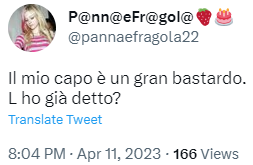 P@nn@eFr@gol@🍓🎂
@pannaefragola22
Il mio capo è un gran bastardo.
L ho già detto?
Translate Tweet
8:04 PM · Apr 11, 2023 · 166 Views